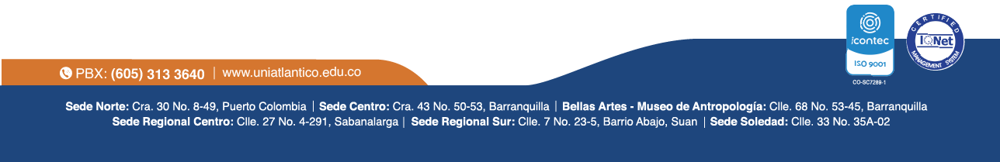 CERTIFIED
IQNet
MANAGEMENT SYSTEM
icontec
ISO 9001
CO-SC7289-1
PBX: (605) 313 3640 | www.uniatlantico.edu.co
Sede Norte: Cra. 30 No. 8-49, Puerto Colombia | Sede Centro: Cra. 43 No. 50-53, Barranquilla | Bellas Artes - Museo de Antropología: Clle. 68 No. 53-45, Barranquilla
Sede Regional Centro: Clle. 27 No. 4-291, Sabanalarga | Sede Regional Sur: Clle. 7 No. 23-5, Barrio Abajo, Suan | Sede Soledad: Clle. 33 No. 35A-02